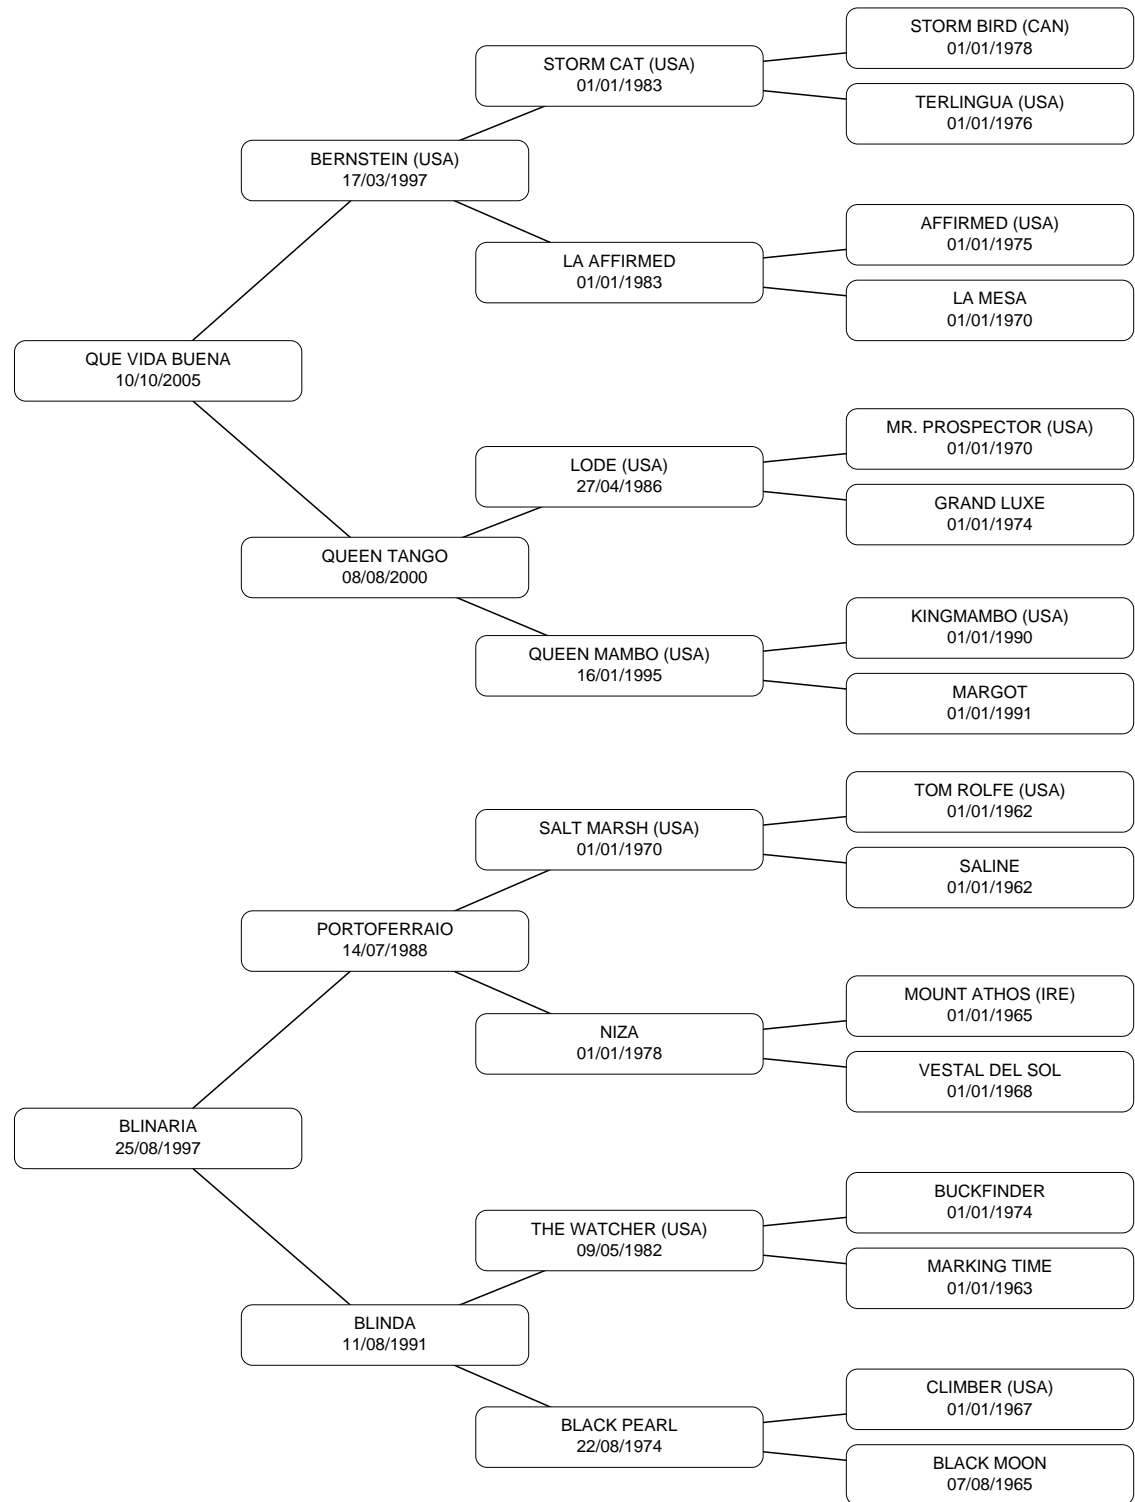 STORM BIRD (CAN)
01/01/1978
STORM CAT (USA)
01/01/1983
TERLINGUA (USA)
01/01/1976
BERNSTEIN (USA)
17/03/1997
AFFIRMED (USA)
01/01/1975
LA AFFIRMED
01/01/1983
LA MESA
01/01/1970
QUE VIDA BUENA
10/10/2005
MR. PROSPECTOR (USA)
01/01/1970
LODE (USA)
27/04/1986
GRAND LUXE
01/01/1974
QUEEN TANGO
08/08/2000
KINGMAMBO (USA)
01/01/1990
QUEEN MAMBO (USA)
16/01/1995
MARGOT
01/01/1991
TOM ROLFE (USA)
01/01/1962
SALT MARSH (USA)
01/01/1970
SALINE
01/01/1962
PORTOFERRAIO
14/07/1988
MOUNT ATHOS (IRE)
01/01/1965
NIZA
01/01/1978
VESTAL DEL SOL
01/01/1968
BLINARIA
25/08/1997
BUCKFINDER
01/01/1974
THE WATCHER (USA)
09/05/1982
MARKING TIME
01/01/1963
BLINDA
11/08/1991
CLIMBER (USA)
01/01/1967
BLACK PEARL
22/08/1974
BLACK MOON
07/08/1965